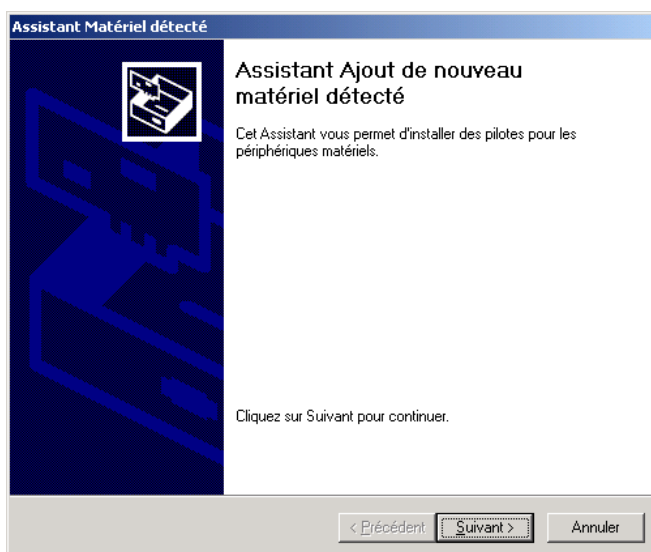 Assistant Matériel détecté
Assistant Ajout de nouveau
matériel détecté
Cet Assistant vous permet d'installer des pilotes pour les
périphériques matériels.
Cliquez sur Suivant pour continuer.
< Précédent
Suivant >
Annuler